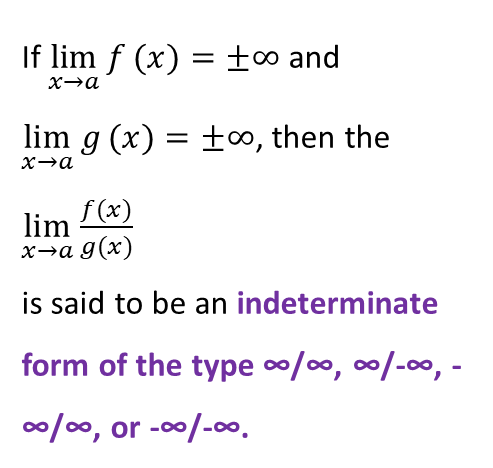 If lim f (x) = ±∞ and
x→a
lim g (x) = ±∞, then the
x→a
lim f(x)/g(x)
x→a
is said to be an indeterminate
form of the type ∞/∞, ∞/-∞, -
∞/∞, or -∞/-∞.